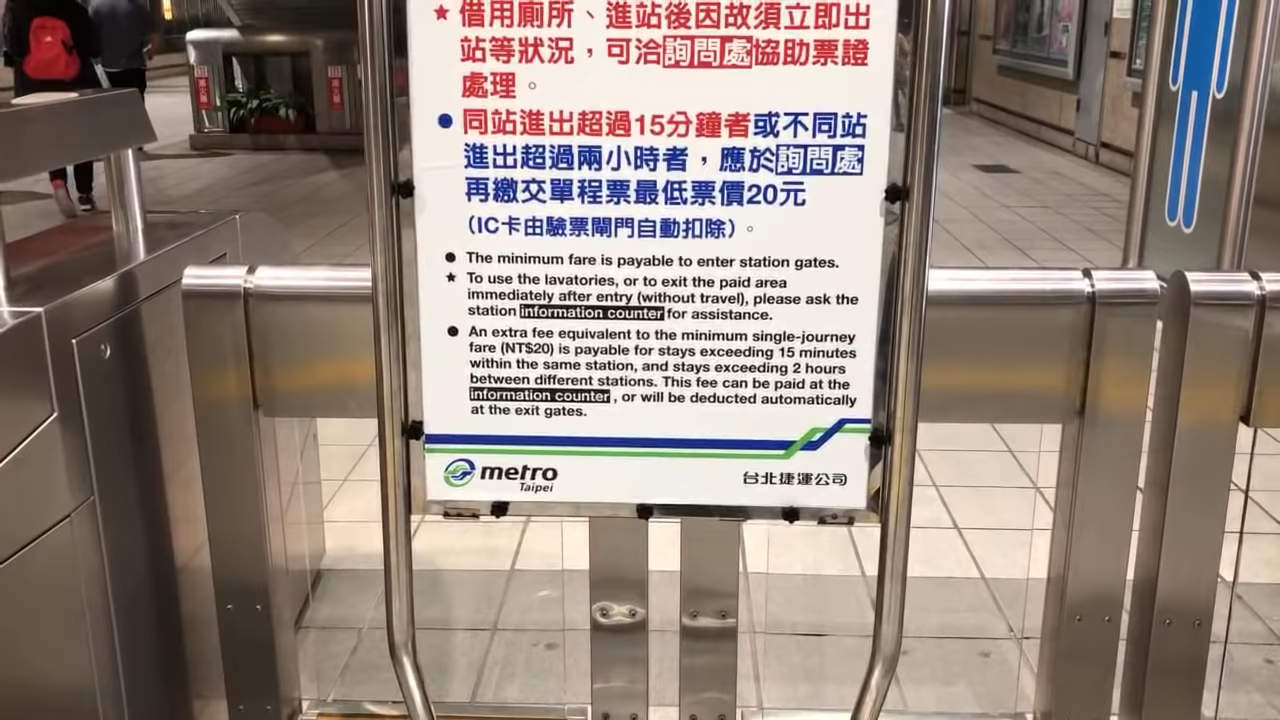 ★借用廁所、進站後因故須立即出
站等狀況，可洽詢問處協助票證
處理。
●同站進出超過15分鐘者或不同站
進出超過兩小時者，應於詢問處
再繳交單程票最低票價20元
（IC卡由驗票閘門自動扣除）。
● The minimum fare is payable to enter station gates.
★ To use the lavatories, or to exit the paid area
immediately after entry (without travel), please ask the
station information counter for assistance.
● An extra fee equivalent to the minimum single-journey
fare (NT$20) is payable for stays exceeding 15 minutes
within the same station, and stays exceeding 2 hours
between different stations. This fee can be paid at the
information counter, or will be deducted automatically
at the exit gates.
metro
Taipei
台北捷運公司